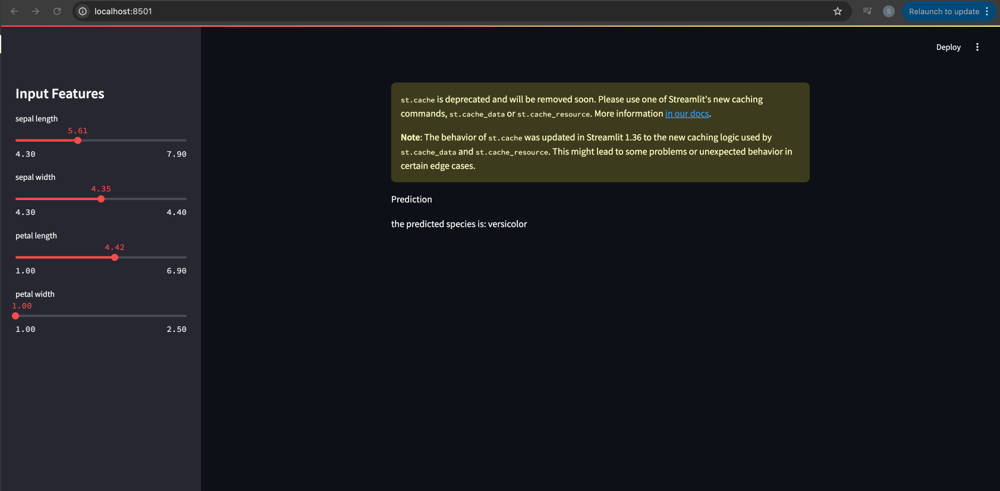 localhost:8501
S
Relaunch to update
Deploy
Input Features
sepal length
5.61
4.30 7.90
sepal width
4.35
4.30 4.40
petal length
4.42
1.00 6.90
petal width
1.00
1.00 2.50
st.cache is deprecated and will be removed soon. Please use one of Streamlit's new caching
commands, st.cache_data or st.cache_resource. More information in our docs.
Note: The behavior of st.cache was updated in Streamlit 1.36 to the new caching logic used by
st.cache_data and st.cache_resource. This might lead to some problems or unexpected behavior in
certain edge cases.
Prediction
the predicted species is: versicolor